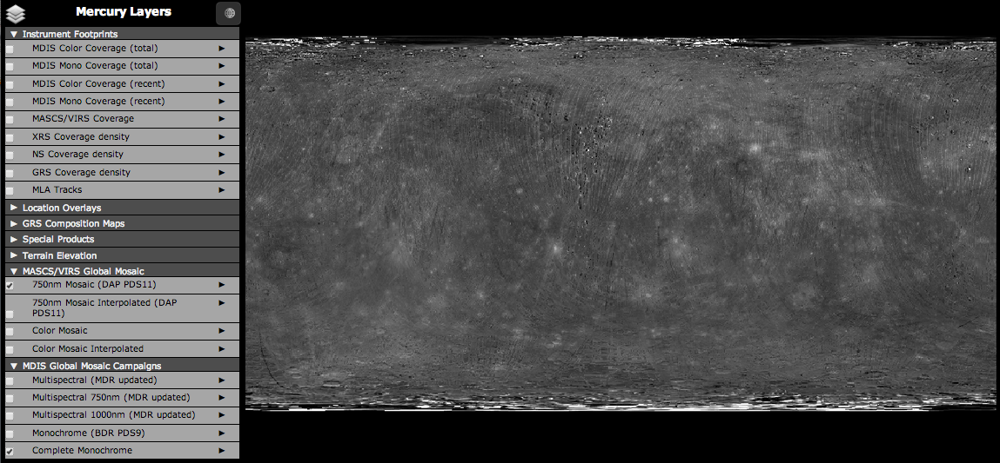 Mercury Layers
Instrument Footprints
MDIS Color Coverage (total)
MDIS Mono Coverage (total)
MDIS Color Coverage (recent)
MDIS Mono Coverage (recent)
MASCS/VIRS Coverage
XRS Coverage density
NS Coverage density
GRS Coverage density
MLA Tracks
Location Overlays
GRS Composition Maps
Special Products
Terrain Elevation
MASCS/VIRS Global Mosaic
750nm Mosaic (DAP PDS11)
750nm Mosaic Interpolated (DAP
PDS11)
Color Mosaic
Color Mosaic Interpolated
MDIS Global Mosaic Campaigns
Multispectral (MDR updated)
Multispectral 750nm (MDR updated)
Multispectral 1000nm (MDR updated)
Monochrome (BDR PDS9)
Complete Monochrome